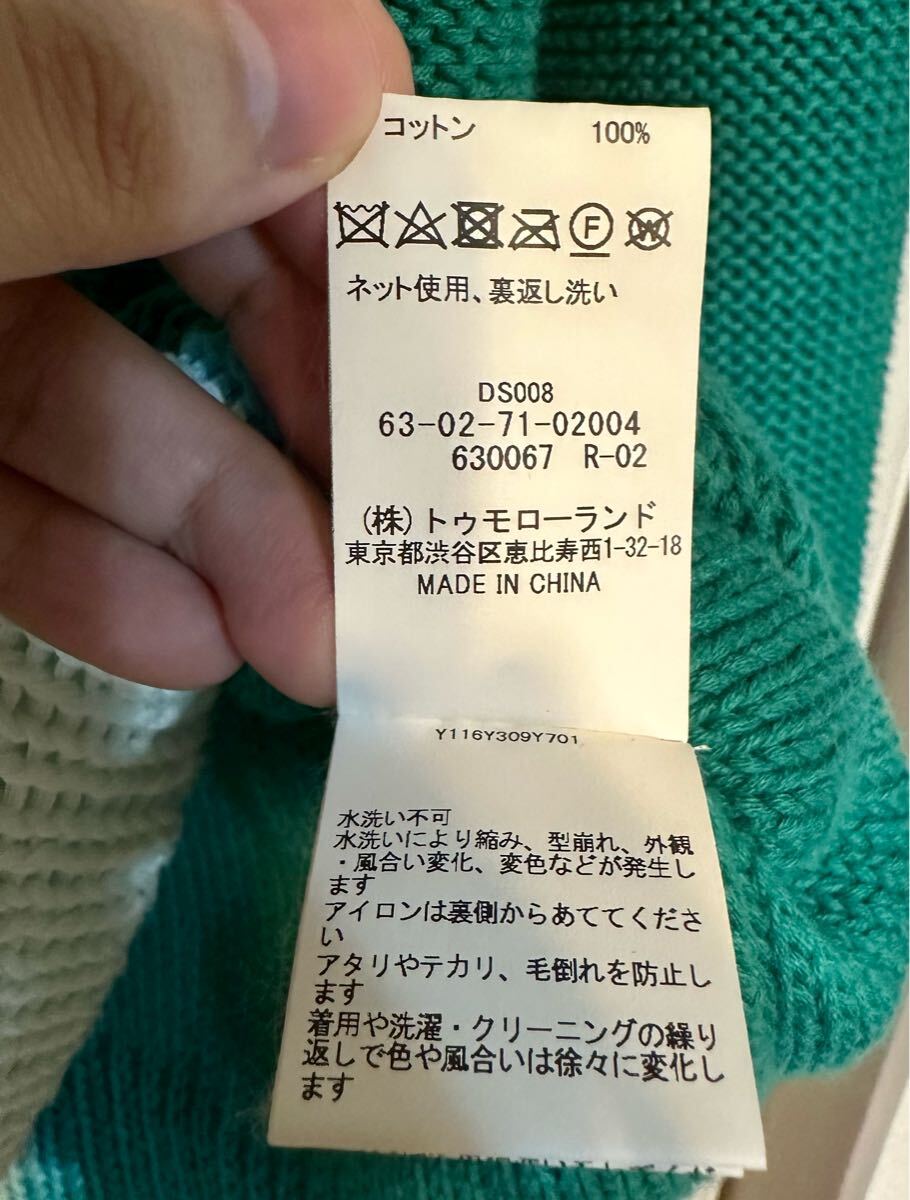 コットン 100%
F W
ネット使用、裏返し洗い
DS008
63-02-71-02004
630067 R-02
(株)トゥモローランド
東京都渋谷区恵比寿西1-32-18
MADE IN CHINA
Y116Y309Y701
水洗い不可
水洗いにより縮み、型崩れ、外観
・風合い変化、変色などが発生し
ます
アイロンは裏側からあててくださ
い
アタリやテカリ、毛倒れを防止し
ます
着用や洗濯・クリーニングの繰り
返しで色や風合いは徐々に変化し
ます